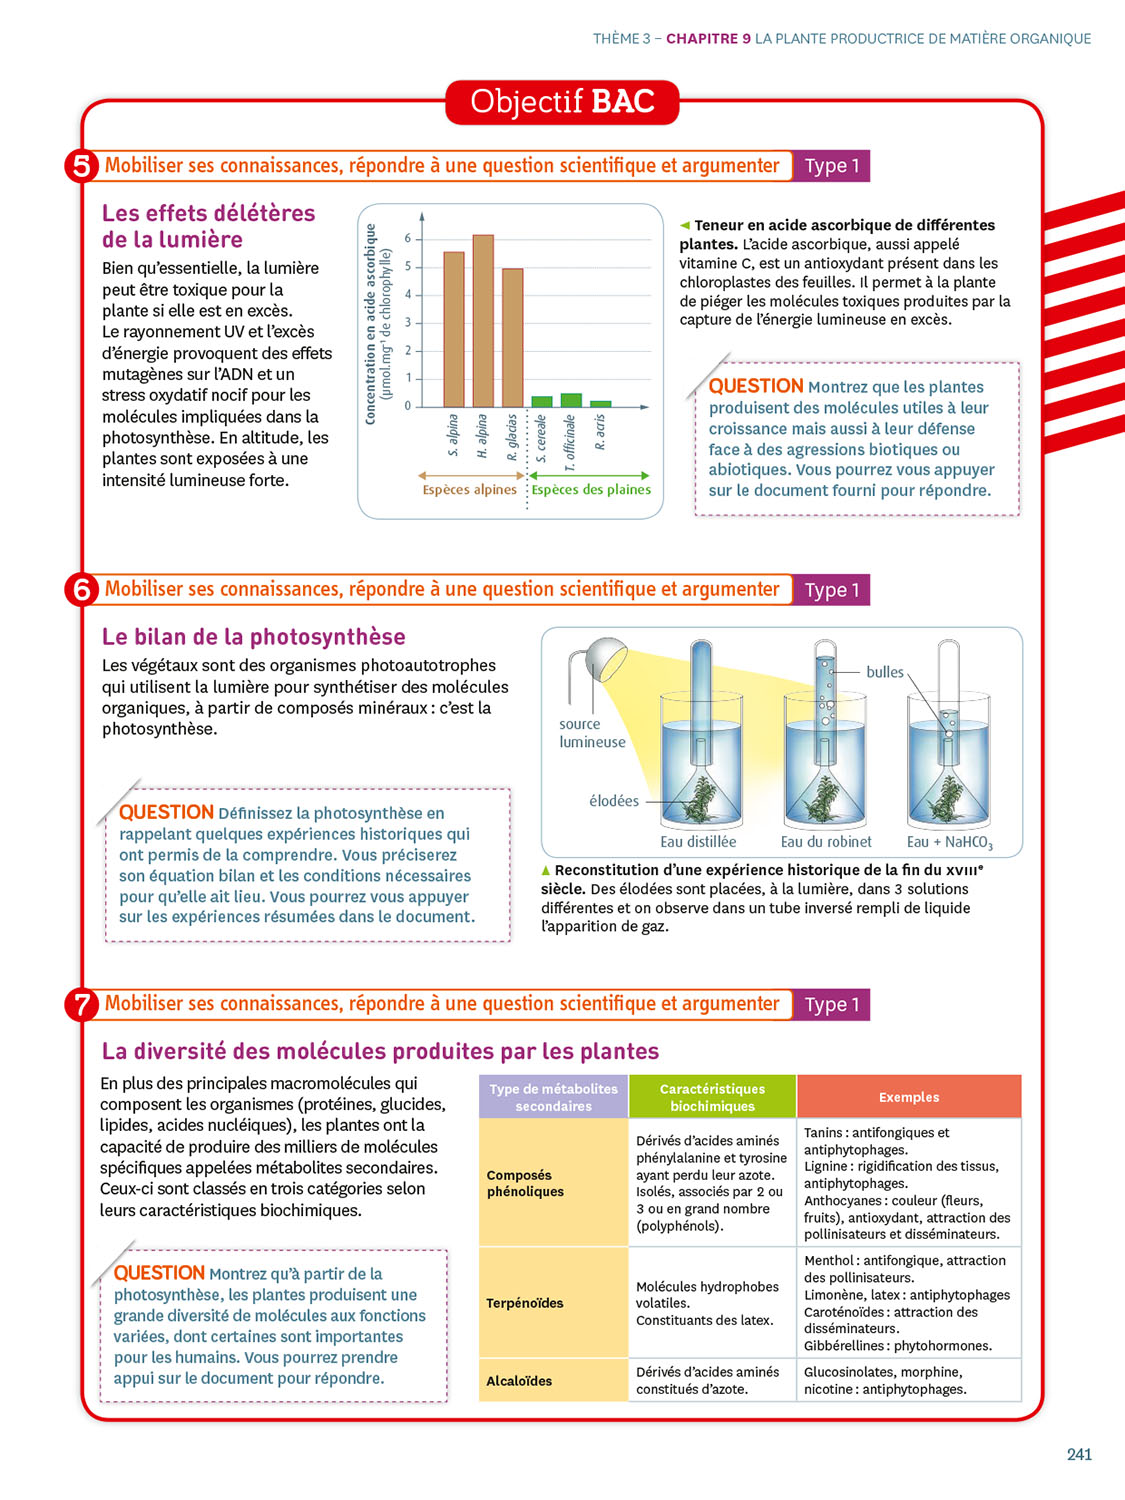 THÈME 3 – CHAPITRE 9 LA PLANTE PRODUCTRICE DE MATIÈRE ORGANIQUE
Objectif BAC
5 Mobiliser ses connaissances, répondre à une question scientifique et argumenter Type 1
Les effets délétères
de la lumière
Bien qu'essentielle, la lumière
peut être toxique pour la
plante si elle est en excès.
Le rayonnement UV et l'excès
d'énergie provoquent des effets
mutagènes sur l'ADN et un
stress oxydatif nocif pour les
molécules impliquées dans la
photosynthèse. En altitude, les
plantes sont exposées à une
intensité lumineuse forte.
Concentration en acide ascorbique
(µmol.mg⁻¹ de chlorophylle)
6
5
4
3
2
1
0
S. alpina
H. alpina
R. glacias
S. cereale
T. officinale
R. acris
Espèces alpines
Espèces des plaines
◄ Teneur en acide ascorbique de différentes
plantes. L'acide ascorbique, aussi appelé
vitamine C, est un antioxydant présent dans les
chloroplastes des feuilles. Il permet à la plante
de piéger les molécules toxiques produites par la
capture de l'énergie lumineuse en excès.
QUESTION Montrez que les plantes
produisent des molécules utiles à leur
croissance mais aussi à leur défense
face à des agressions biotiques ou
abiotiques. Vous pourrez vous appuyer
sur le document fourni pour répondre.
6 Mobiliser ses connaissances, répondre à une question scientifique et argumenter Type 1
Le bilan de la photosynthèse
Les végétaux sont des organismes photoautotrophes
qui utilisent la lumière pour synthétiser des molécules
organiques, à partir de composés minéraux : c'est la
photosynthèse.
QUESTION Définissez la photosynthèse en
rappelant quelques expériences historiques qui
ont permis de la comprendre. Vous préciserez
son équation bilan et les conditions nécessaires
pour qu'elle ait lieu. Vous pourrez vous appuyer
sur les expériences résumées dans le document.
bulles
source
lumineuse
élodées
Eau distillée
Eau du robinet
Eau + NaHCO₃
▲ Reconstitution d'une expérience historique de la fin du XVIIIᵉ
siècle. Des élodées sont placées, à la lumière, dans 3 solutions
différentes et on observe dans un tube inversé rempli de liquide
l'apparition de gaz.
7 Mobiliser ses connaissances, répondre à une question scientifique et argumenter Type 1
La diversité des molécules produites par les plantes
En plus des principales macromolécules qui
composent les organismes (protéines, glucides,
lipides, acides nucléiques), les plantes ont la
capacité de produire des milliers de molécules
spécifiques appelées métabolites secondaires.
Ceux-ci sont classés en trois catégories selon
leurs caractéristiques biochimiques.
QUESTION Montrez qu'à partir de la
photosynthèse, les plantes produisent une
grande diversité de molécules aux fonctions
variées, dont certaines sont importantes
pour les humains. Vous pourrez prendre
appui sur le document pour répondre.
Type de métabolites
secondaires
Caractéristiques
biochimiques
Exemples
Composés
phénoliques
Dérivés d'acides aminés
phénylalanine et tyrosine
ayant perdu leur azote.
Isolés, associés par 2 ou
3 ou en grand nombre
(polyphénols).
Tanins : antifongiques et
antiphytophages.
Lignine : rigidification des tissus,
antiphytophages.
Anthocyanes : couleur (fleurs,
fruits), antioxydant, attraction des
pollinisateurs et disséminateurs.
Terpénoïdes
Molécules hydrophobes
volatiles.
Constituants des latex.
Menthol : antifongique, attraction
des pollinisateurs.
Limonène, latex : antiphytophages
Caroténoïdes : attraction des
disséminateurs.
Gibbérellines : phytohormones.
Alcaloïdes
Dérivés d'acides aminés
constitués d'azote.
Glucosinolates, morphine,
nicotine : antiphytophages.
241